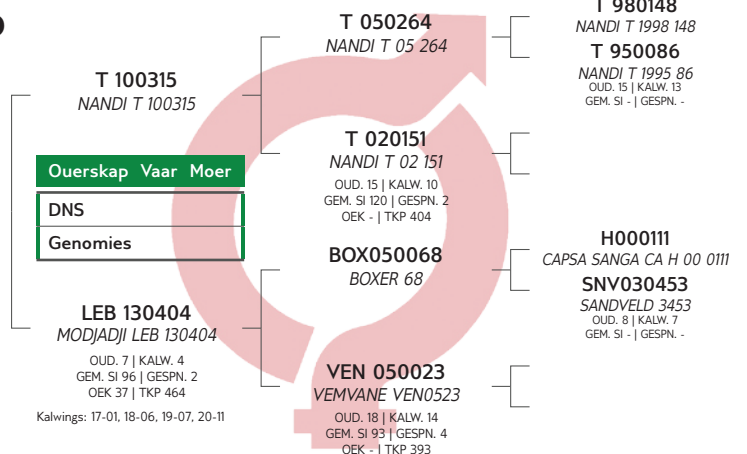 T 100315
NANDI T 100315
Ouerskap Vaar Moer
DNS
Genomies
LEB 130404
MODJADJI LEB 130404
OUD. 7 | KALW. 4
GEM. SI 96 | GESPN. 2
OEK 37 | TKP 464
Kalwings: 17-01, 18-06, 19-07, 20-11
T 050264
NANDI T 05 264
T 020151
NANDI T 02 151
OUD. 15 | KALW. 10
GEM. SI 120 | GESPN. 2
OEK - | TKP 404
BOX050068
BOXER 68
VEN 050023
VEMVANE VEN0523
OUD. 18 | KALW. 14
GEM. SI 93 | GESPN. 4
OEK - | TKP 393
T 980148
NANDI T 1998 148
T 950086
NANDI T 1995 86
OUD. 15 | KALW. 13
GEM. SI - | GESPN. -
H000111
CAPSA SANGA CA H 00 0111
SNV030453
SANDVELD 3453
OUD. 8 | KALW. 7
GEM. SI - | GESPN. -